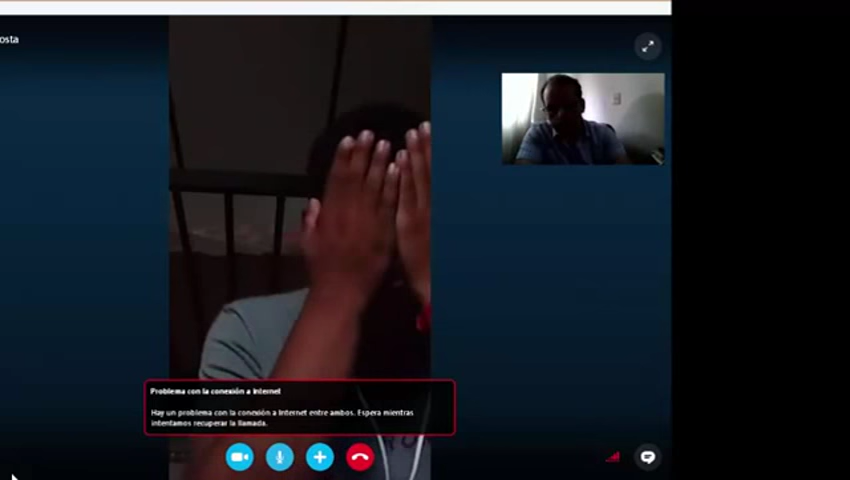 osta
Problema con la conexión a Internet
Hay un problema con la conexión a Internet entre ambos. Espera mientras
intentamos recuperar la llamada.